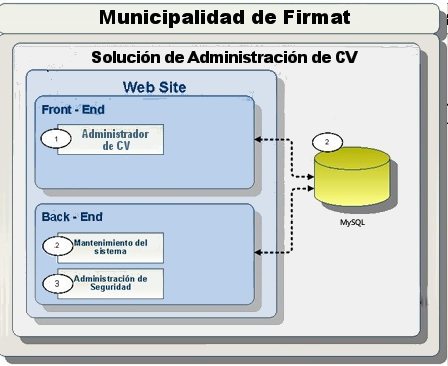 Municipalidad de Firmat
Solución de Administración de CV
Web Site
Front - End
1
Administrador
de CV
2
MySQL
Back - End
2
Mantenimiento del
sistema
3
Administración de
Seguridad